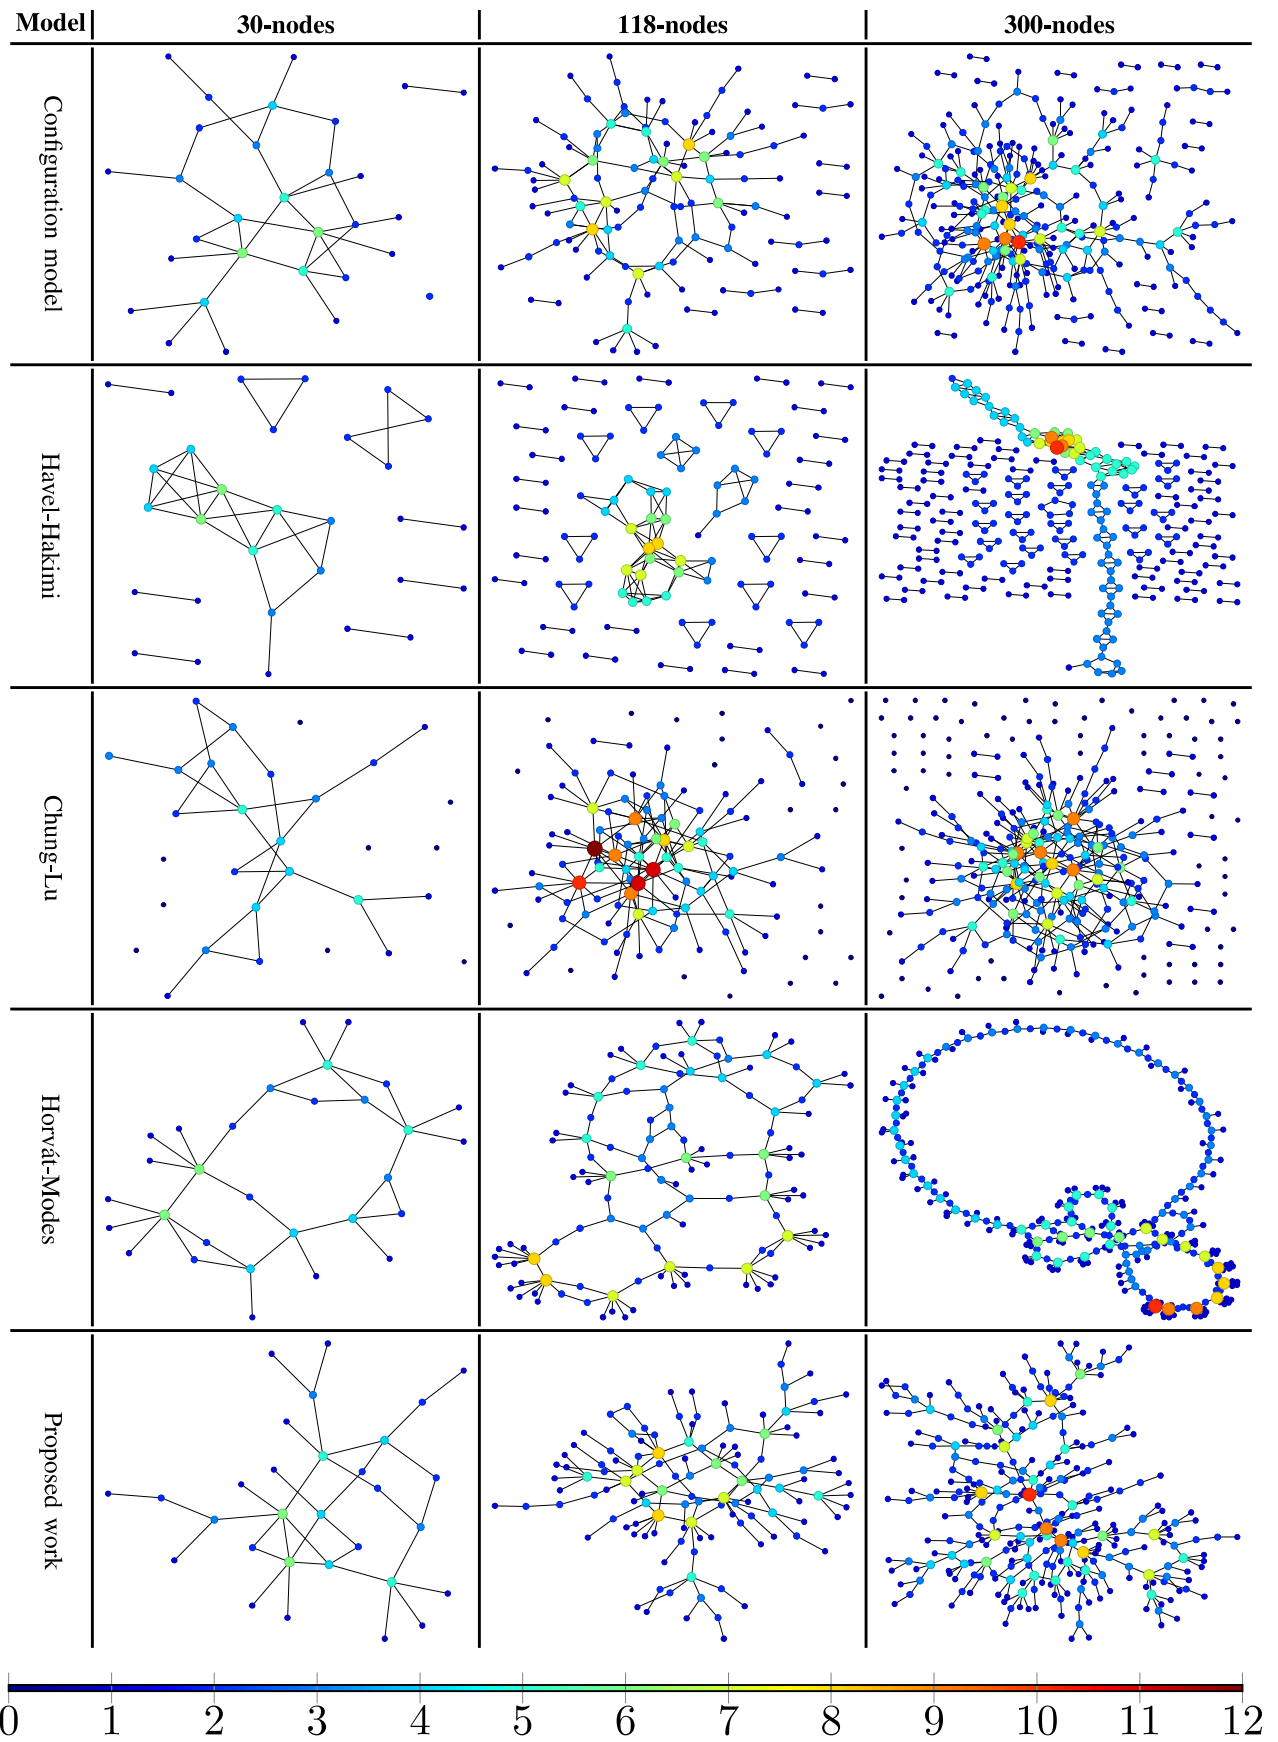 Model 30-nodes 118-nodes 300-nodes
Configuration model
Havel-Hakimi
Chung-Lu
Horvát-Modes
Proposed work
0 1 2 3 4 5 6 7 8 9 10 11 12